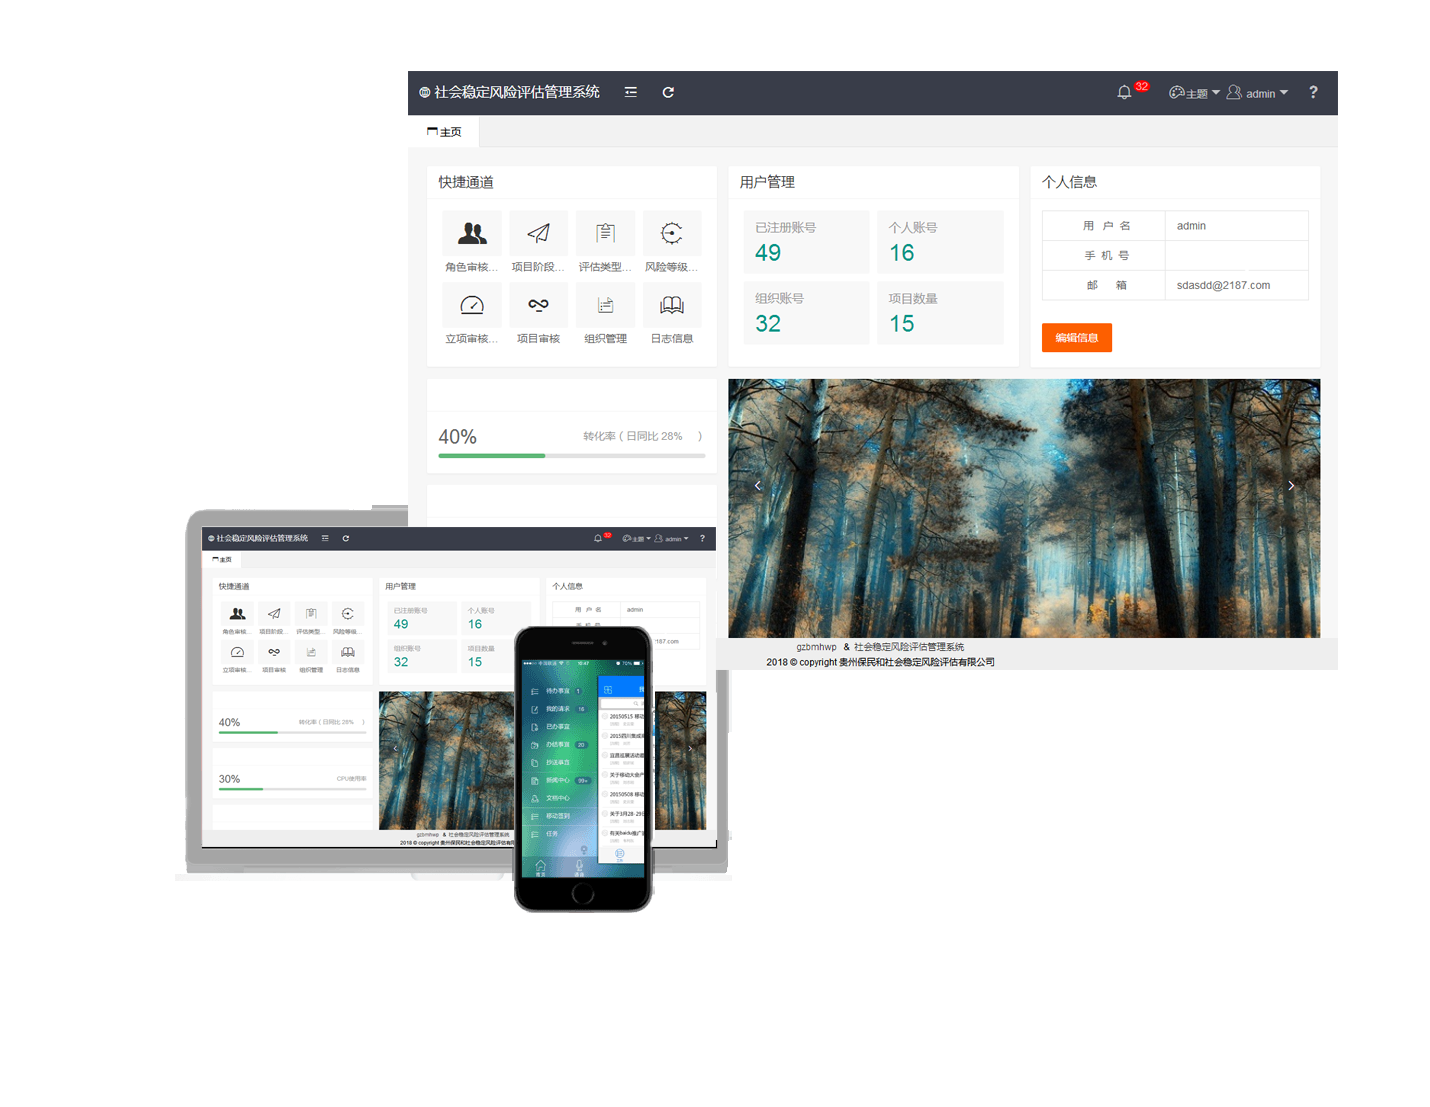 社会稳定风险评估管理系统
32
主题
admin
?
主页
快捷通道
用户管理
个人信息
角色审核...
项目阶段...
评估类型...
风险等级...
立项审核...
项目审核
组织管理
日志信息
已注册账号
49
个人账号
16
组织账号
32
项目数量
15
用 户 名
admin
手 机 号
邮 箱
sdasdd@2187.com
编辑信息
40%
转化率（日同比 28% ）
gzbmhwp & 社会稳定风险评估管理系统
2018 © copyright 贵州保民和社会稳定风险评估有限公司
社会稳定风险评估管理系统
32
主题
admin
?
主页
快捷通道
用户管理
个人信息
角色审核...
项目阶段...
评估类型...
风险等级...
立项审核...
项目审核
组织管理
日志信息
已注册账号
49
个人账号
16
组织账号
32
项目数量
15
用 户 名
admin
手 机 号
2187.com
40%
转化率（日同比 28% ）
30%
CPU使用率
gzbmhwp & 社会稳定风险评估管理系统
2018 © copyright 贵州保民和社会稳定风险评估有限
70%
待办事宜 1
我的请求 16
已办事宜
办结事宜 20
抄送事宜
新闻中心 99+
文档中心
移动签到
任务
20150515 移动
2015四川集成商
关于移动大会产
20150508 移动
关于3月28-29日
有关baidu推广